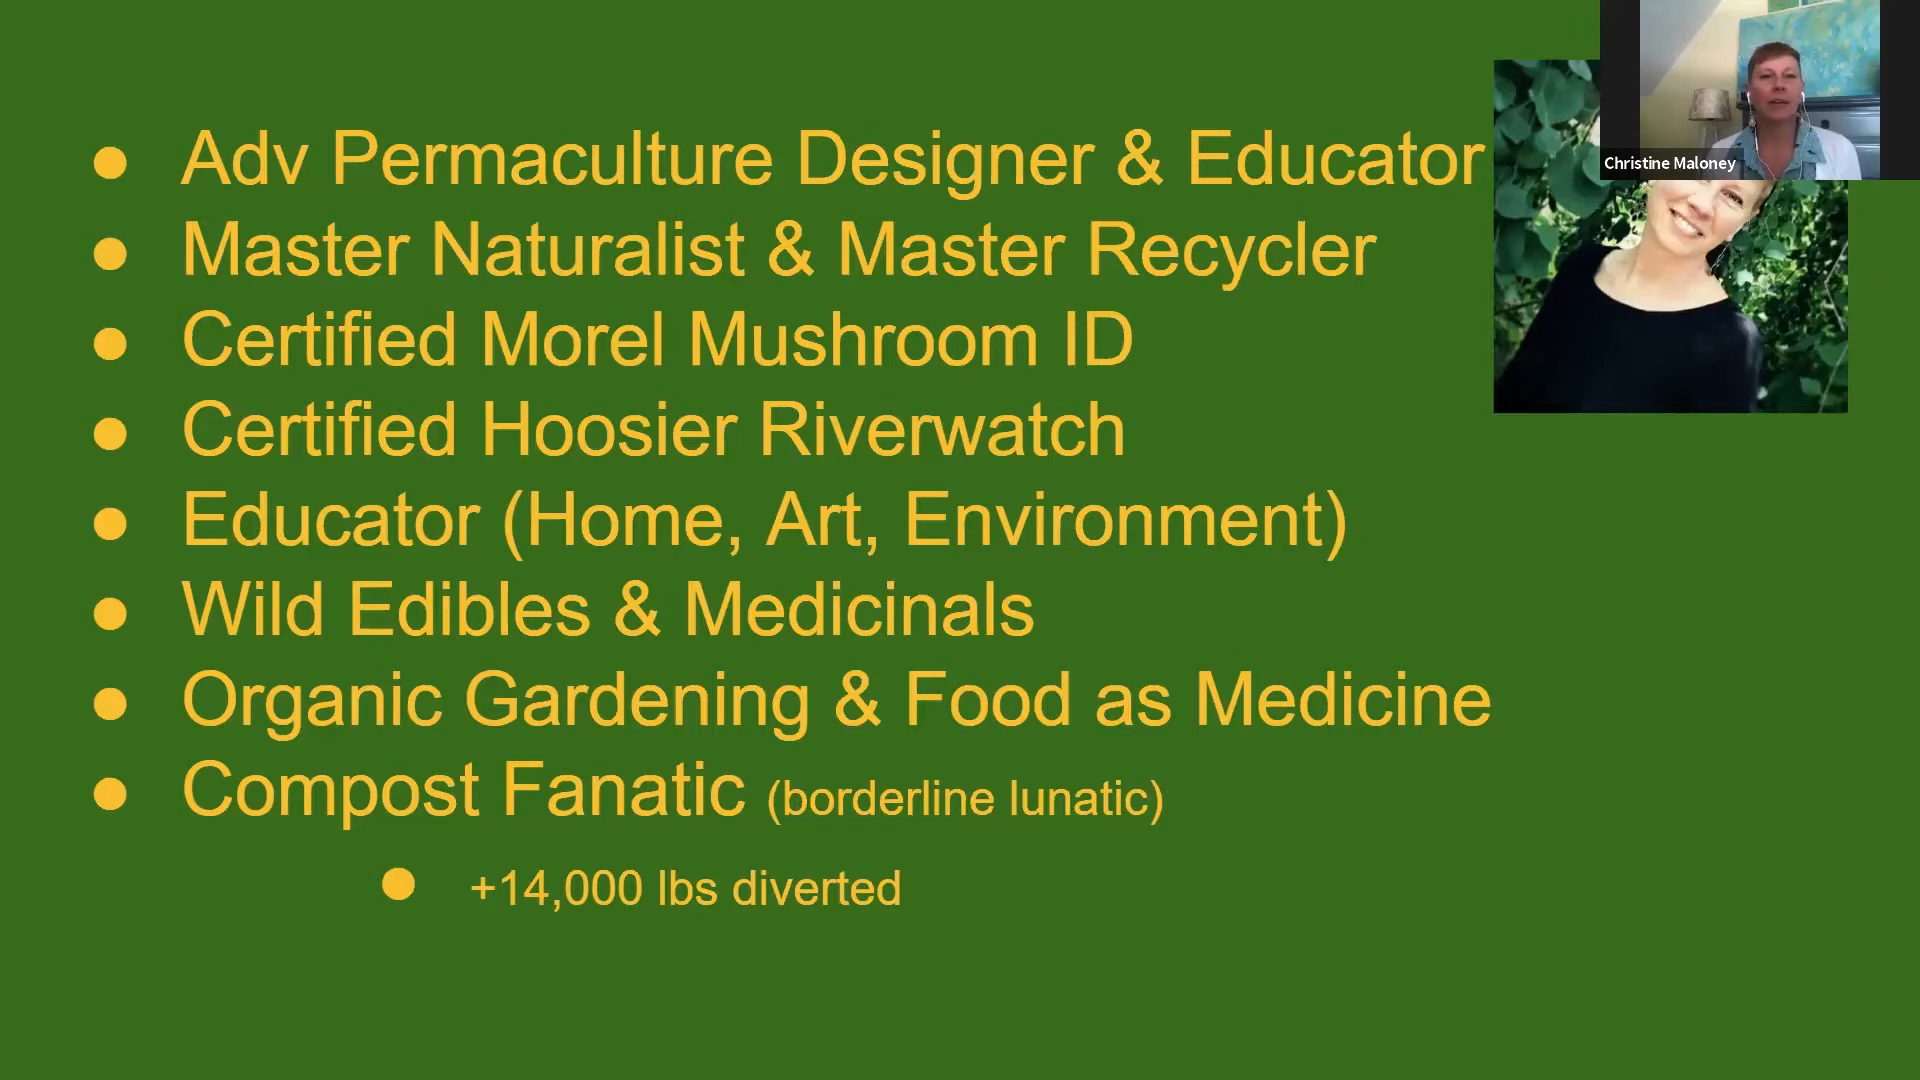 Adv Permaculture Designer & Educator
Christine Maloney
Master Naturalist & Master Recycler
Certified Morel Mushroom ID
Certified Hoosier Riverwatch
Educator (Home, Art, Environment)
Wild Edibles & Medicinals
Organic Gardening & Food as Medicine
Compost Fanatic (borderline lunatic)
+14,000 lbs diverted